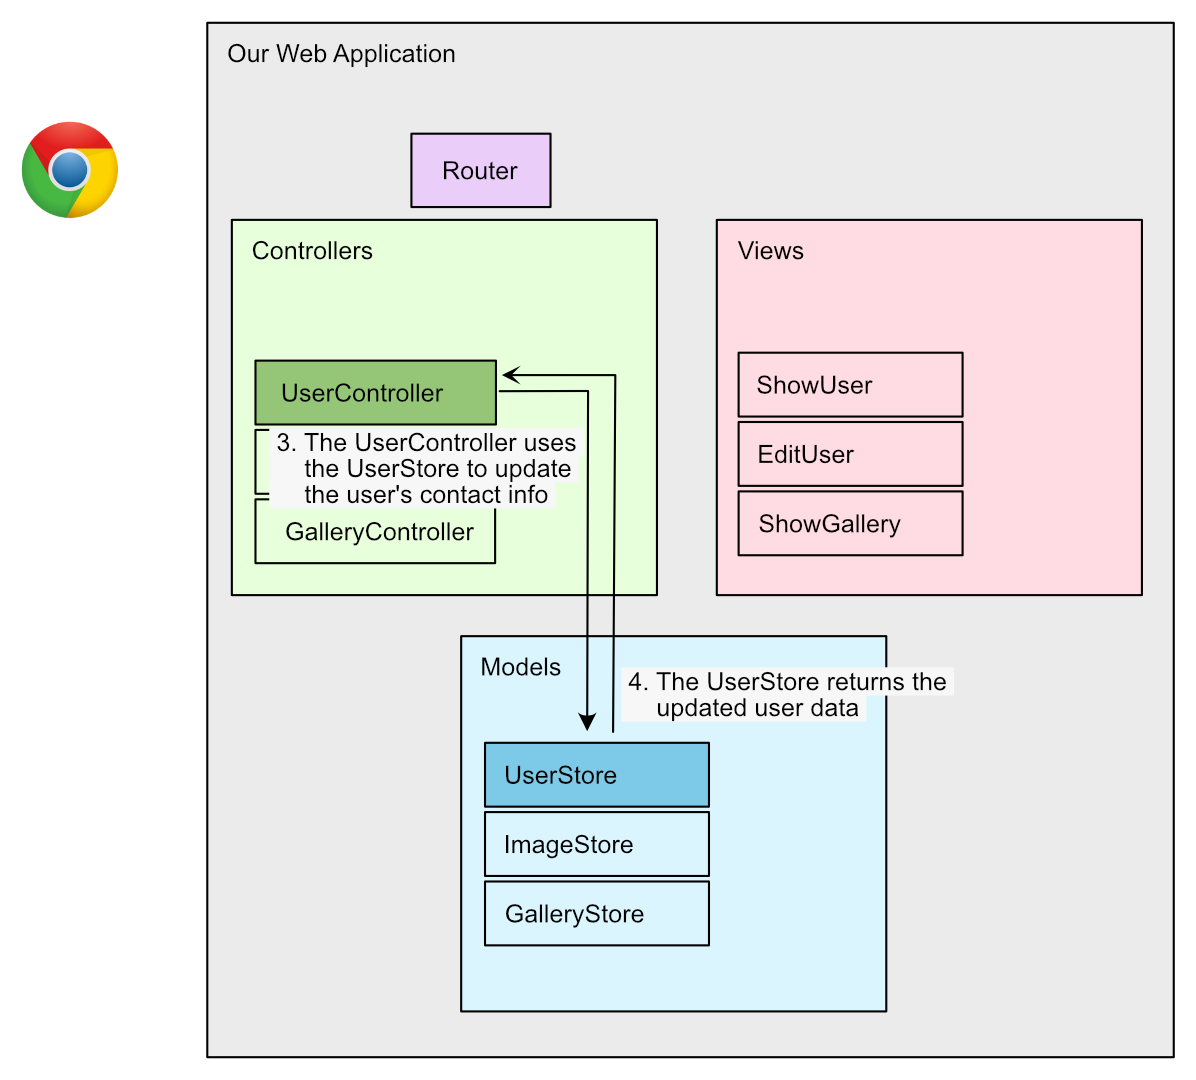 Our Web Application
Router
Controllers
UserController
3. The UserController uses
the UserStore to update
the user's contact info
GalleryController
Views
ShowUser
EditUser
ShowGallery
Models
4. The UserStore returns the
updated user data
UserStore
ImageStore
GalleryStore